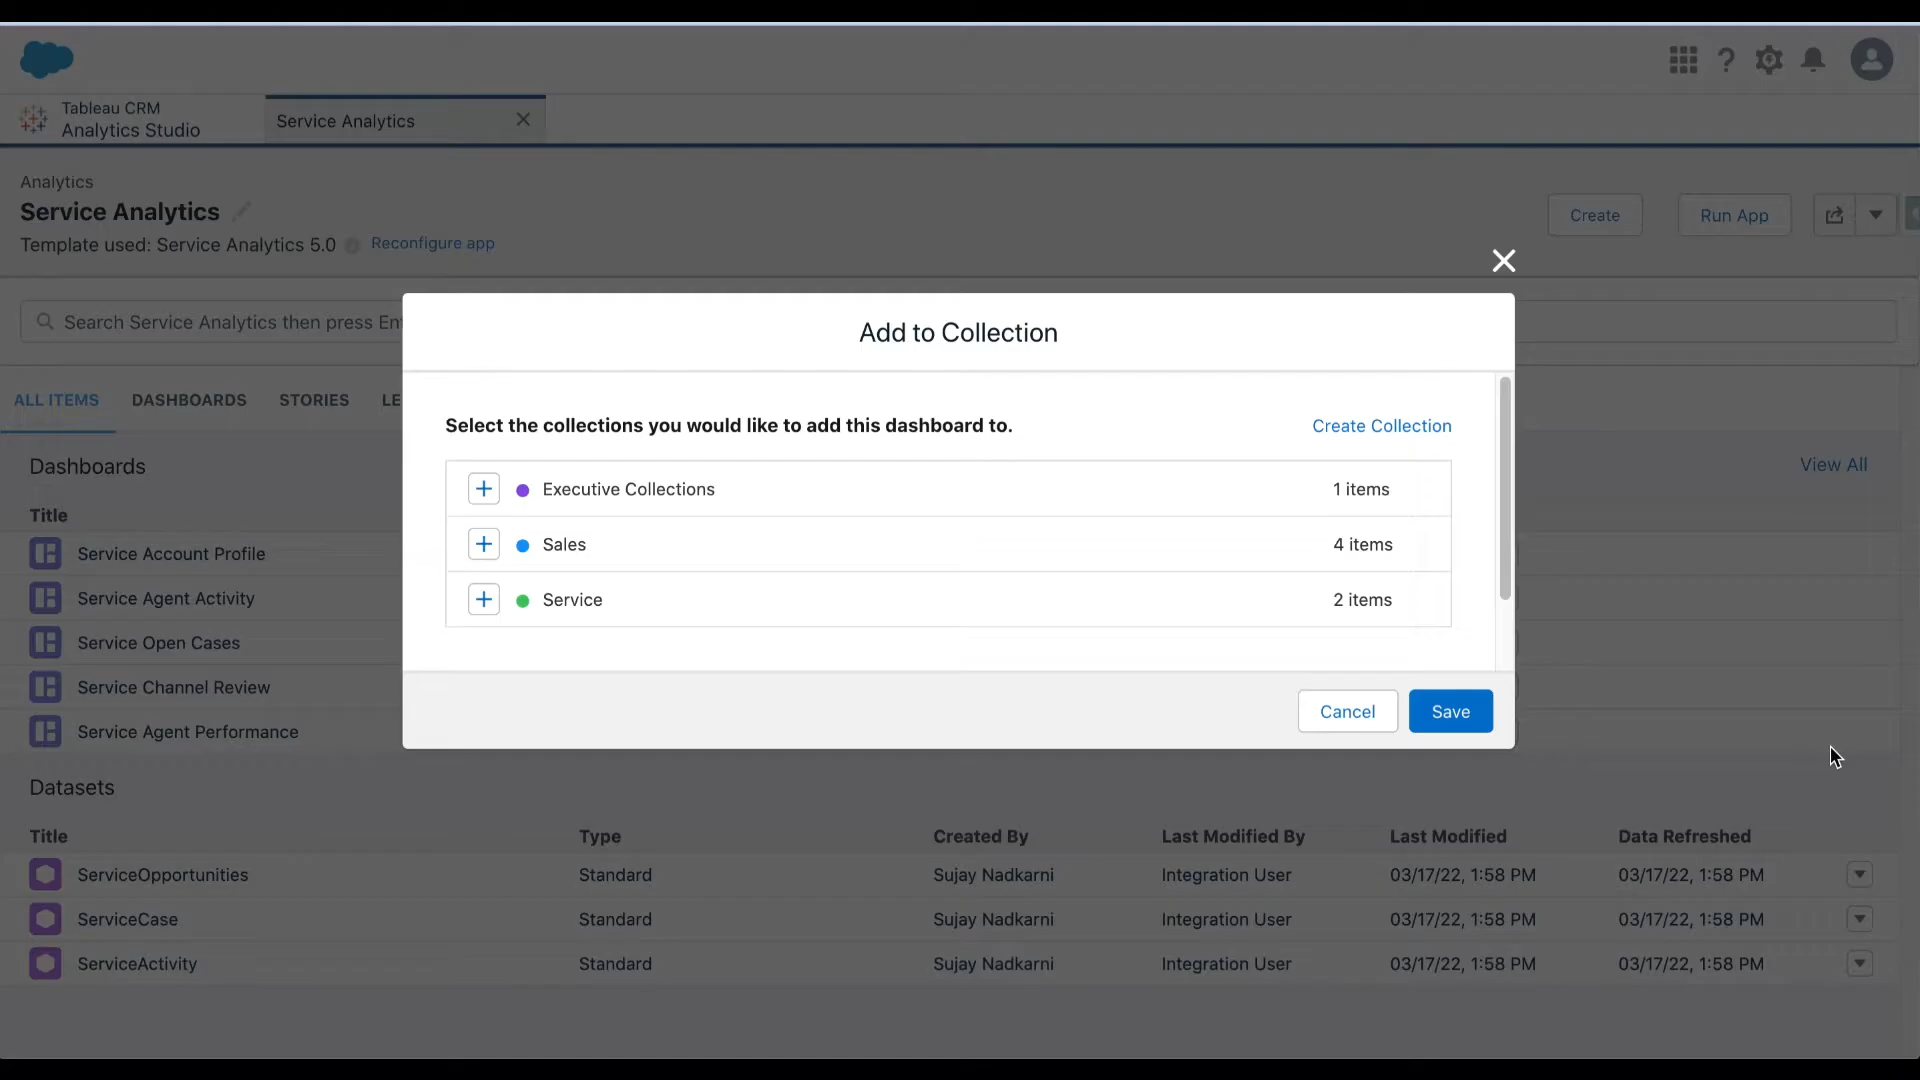 Tableau CRM
Analytics Studio
Service Analytics
Analytics
Service Analytics
Template used: Service Analytics 5.0 Reconfigure app
Create
Run App
Search Service Analytics then press
ALL ITEMS DASHBOARDS STORIES
Add to Collection
Select the collections you would like to add this dashboard to.
Create Collection
Executive Collections 1 items
Sales 4 items
Service 2 items
Cancel Save
Dashboards
View All
Title
Service Account Profile
Service Agent Activity
Service Open Cases
Service Channel Review
Service Agent Performance
Datasets
Title Type Created By Last Modified By Last Modified Data Refreshed
ServiceOpportunities Standard Sujay Nadkarni Integration User 03/17/22, 1:58 PM 03/17/22, 1:58 PM
ServiceCase Standard Sujay Nadkarni Integration User 03/17/22, 1:58 PM 03/17/22, 1:58 PM
ServiceActivity Standard Sujay Nadkarni Integration User 03/17/22, 1:58 PM 03/17/22, 1:58 PM